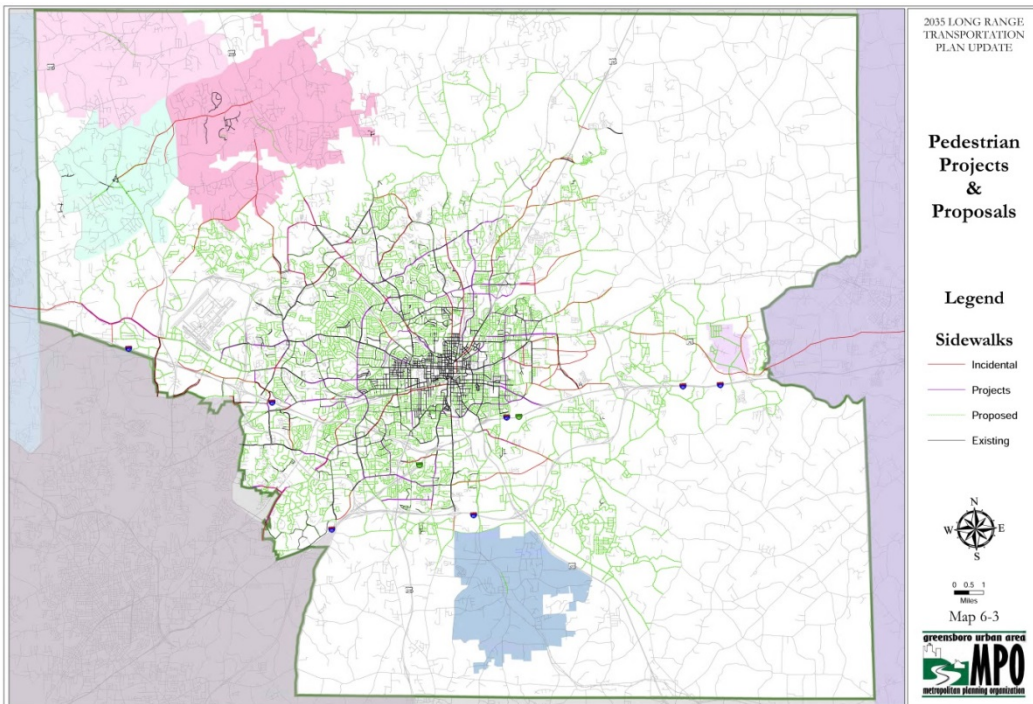 2035 LONG RANGE
TRANSPORTATION
PLAN UPDATE
Pedestrian
Projects
&
Proposals
Legend
Sidewalks
Incidental
Projects
Proposed
Existing
N
W
E
S
0 0.5 1
Miles
Map 6-3
greensboro urban area
MPO
metropolitan planning organization